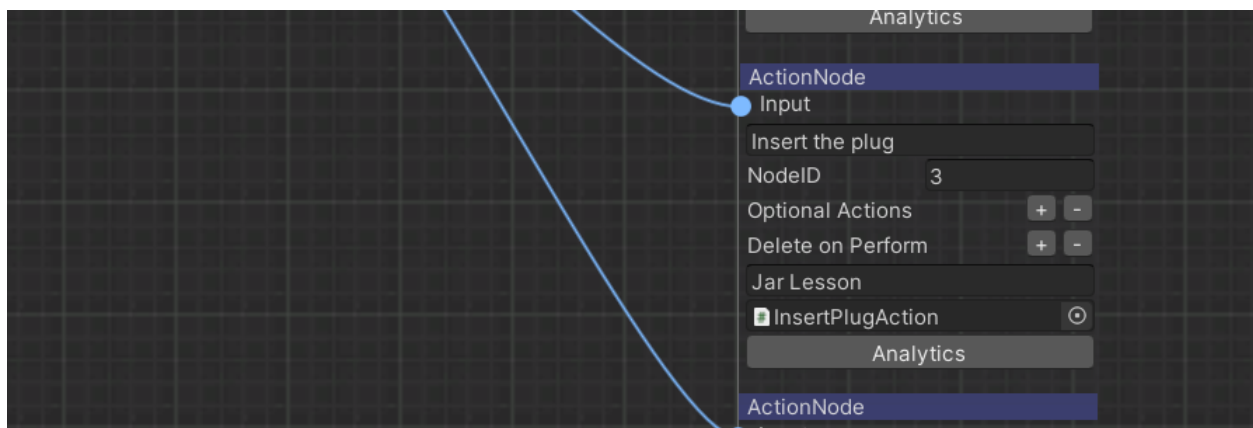 Analytics
ActionNode
Input
Insert the plug
NodeID 3
Optional Actions + -
Delete on Perform + -
Jar Lesson
# InsertPlugAction
Analytics
ActionNode